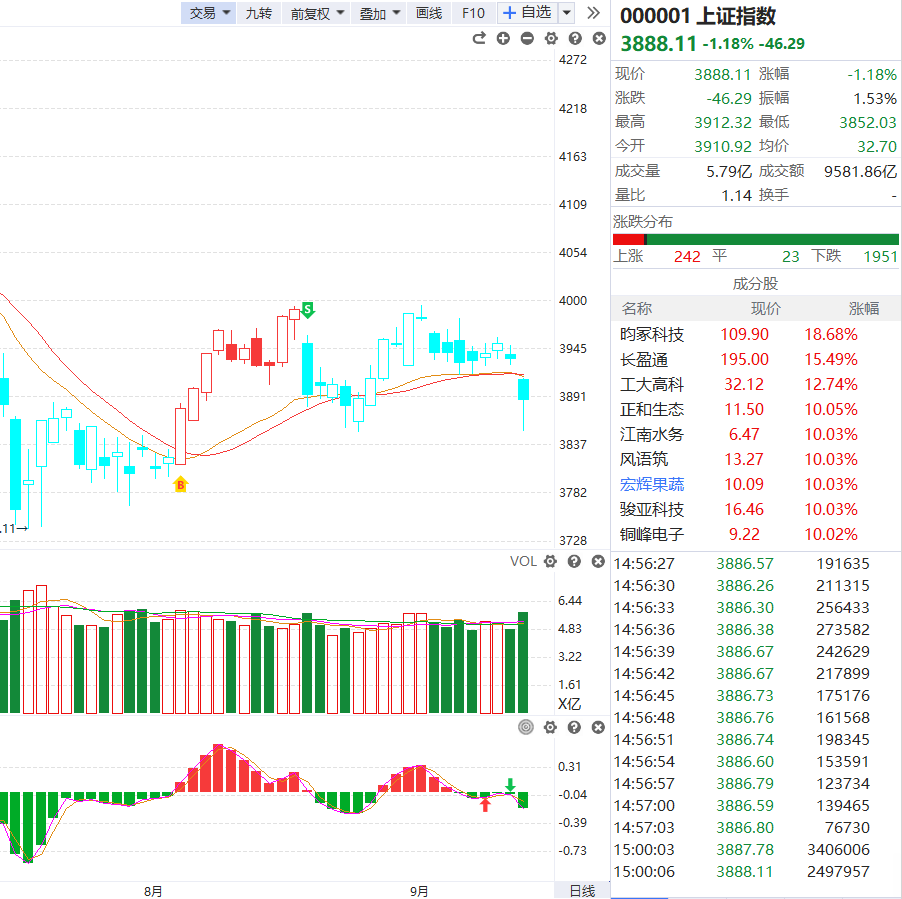 交易 九转 前复权 叠加 画线 F10 自选
4272
4218
4163
4109
4054
4000
S
3945
3891
3837
B
3782
.11→
3728
VOL
6.44
4.83
3.22
1.61
X亿
0.31
-0.04
-0.39
-0.73
8月 9月 日线
000001 上证指数
3888.11 -1.18% -46.29
现价 3888.11 涨幅 -1.18%
涨跌 -46.29 振幅 1.53%
最高 3912.32 最低 3852.03
今开 3910.92 均价 32.70
成交量 5.79亿 成交额 9581.86亿
量比 1.14 换手 -
涨跌分布
上涨 242 平 23 下跌 1951
成分股
名称 现价 涨幅
昀冢科技 109.90 18.68%
长盈通 195.00 15.49%
工大高科 32.12 12.74%
正和生态 11.50 10.05%
江南水务 6.47 10.03%
风语筑 13.27 10.03%
宏辉果蔬 10.09 10.03%
骏亚科技 16.46 10.03%
铜峰电子 9.22 10.02%
14:56:27 3886.57 191635
14:56:30 3886.26 211315
14:56:33 3886.30 256433
14:56:36 3886.38 273582
14:56:39 3886.67 242629
14:56:42 3886.67 217899
14:56:45 3886.73 175176
14:56:48 3886.76 161568
14:56:51 3886.74 198345
14:56:54 3886.60 153591
14:56:57 3886.79 123734
14:57:00 3886.59 139465
14:57:03 3886.80 76730
15:00:03 3887.78 3406006
15:00:06 3888.11 2497957